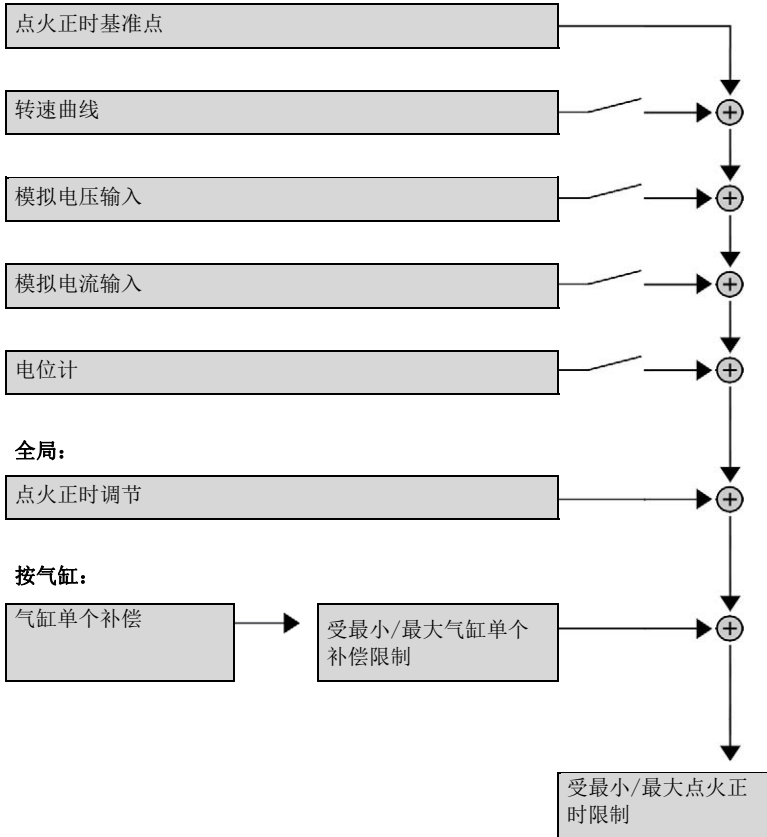 点火正时基准点
转速曲线
模拟电压输入
模拟电流输入
电位计
全局：
点火正时调节
按气缸：
气缸单个补偿
受最小/最大气缸单个
补偿限制
受最小/最大点火正
时限制